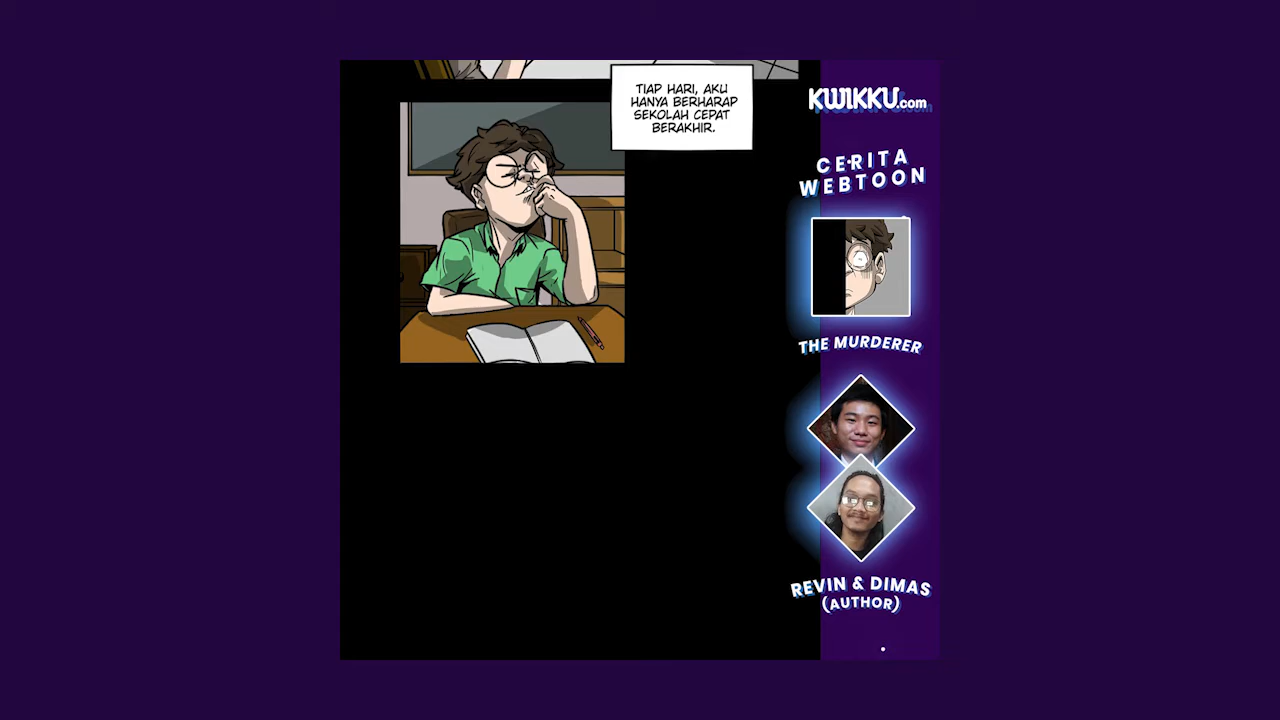 TIAP HARI, AKU
HANYA BERHARAP
SEKOLAH CEPAT
BERAKHIR.
KWIKKU.com
CERITA
WEBTOON
THE MURDERER
REVIN & DIMAS
(AUTHOR)